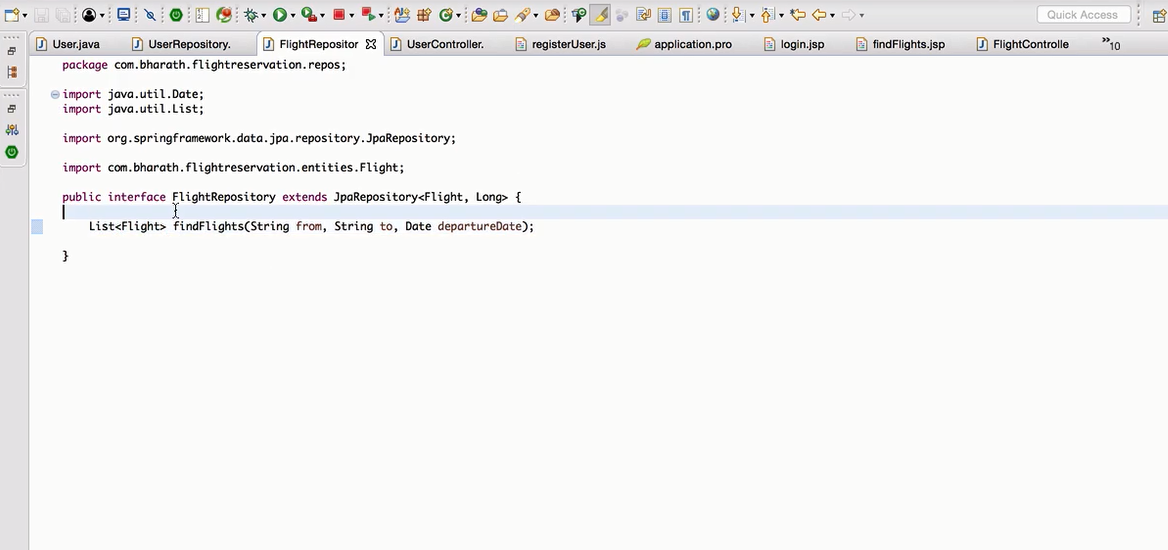 Quick Access
User.java
UserRepository.
FlightRepositor
UserController.
registerUser.js
application.pro
login.jsp
findFlights.jsp
FlightControlle
»10
package com.bharath.flightreservation.repos;
import java.util.Date;
import java.util.List;
import org.springframework.data.jpa.repository.JpaRepository;
import com.bharath.flightreservation.entities.Flight;
public interface FlightRepository extends JpaRepository<Flight, Long> {
List<Flight> findFlights(String from, String to, Date departureDate);
}